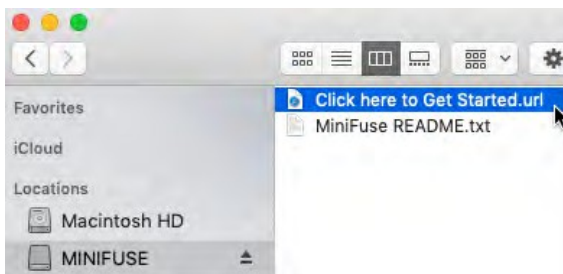 Favorites
iCloud
Locations
Macintosh HD
MINIFUSE
Click here to Get Started.url
MiniFuse README.txt